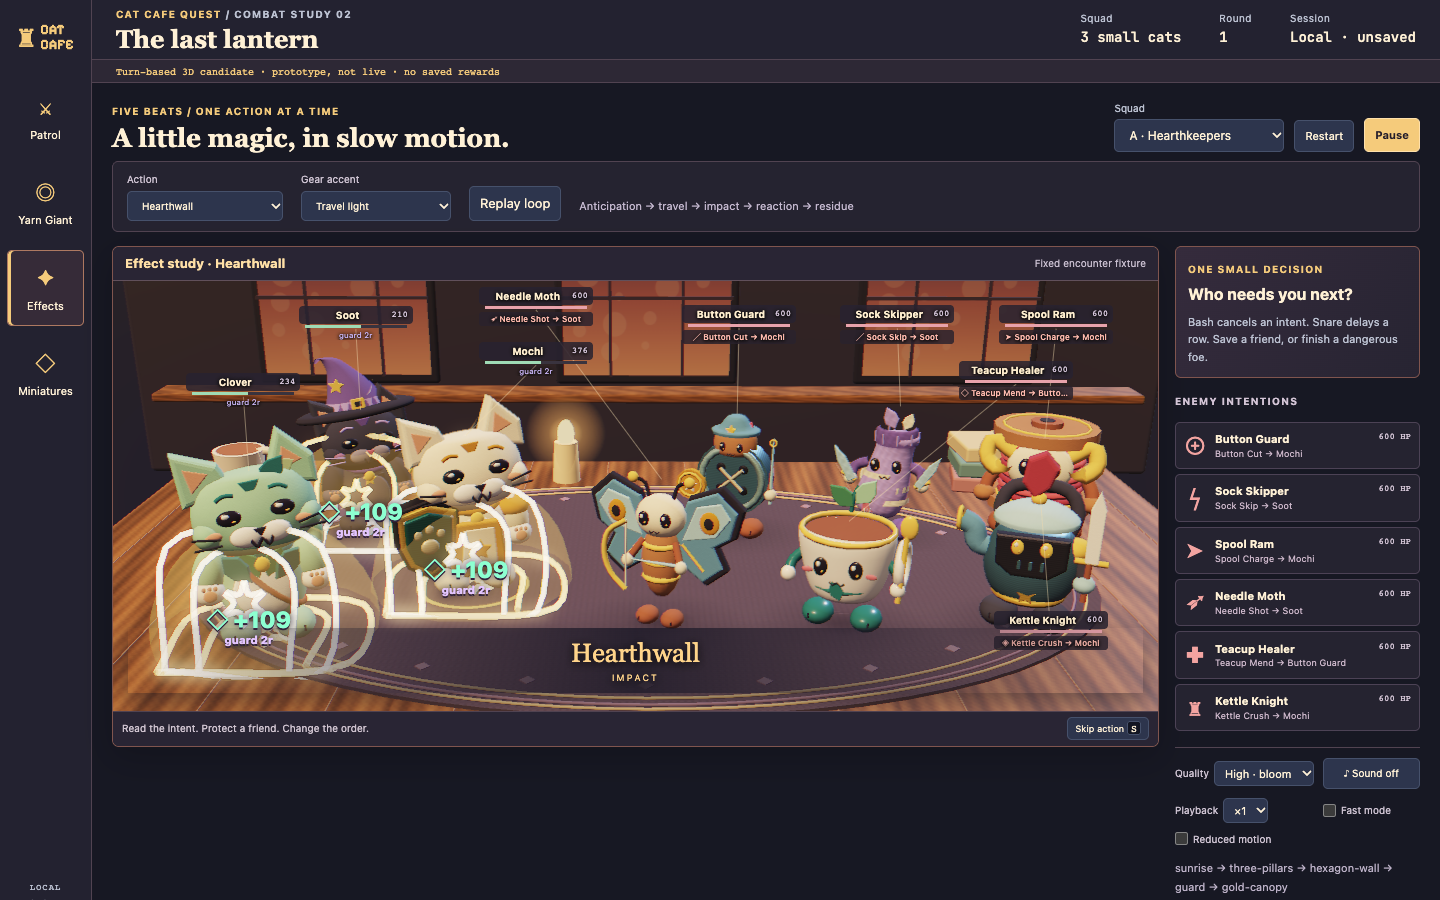 CAT
CAFE
CAT CAFE QUEST / COMBAT STUDY 02
The last lantern
Squad
3 small cats
Round
1
Session
Local · unsaved
Turn-based 3D candidate · prototype, not live · no saved rewards
Patrol
Yarn Giant
Effects
Miniatures
LOCAL
FIVE BEATS / ONE ACTION AT A TIME
A little magic, in slow motion.
Squad
A · Hearthkeepers
Restart
Pause
Action
Hearthwall
Gear accent
Travel light
Replay loop
Anticipation → travel → impact → reaction → residue
Effect study · Hearthwall
Fixed encounter fixture
Needle Moth 600
Needle Shot → Soot
Soot 210
guard 2r
Button Guard 600
Button Cut → Mochi
Sock Skipper 600
Sock Skip → Soot
Spool Ram 600
Spool Charge → Mochi
Mochi 376
guard 2r
Teacup Healer 600
Teacup Mend → Butto...
Clover 234
guard 2r
+109
guard 2r
+109
guard 2r
+109
guard 2r
Kettle Knight 600
Kettle Crush → Mochi
Hearthwall
IMPACT
Read the intent. Protect a friend. Change the order.
Skip action S
ONE SMALL DECISION
Who needs you next?
Bash cancels an intent. Snare delays a
row. Save a friend, or finish a dangerous
foe.
ENEMY INTENTIONS
Button Guard 600 HP
Button Cut → Mochi
Sock Skipper 600 HP
Sock Skip → Soot
Spool Ram 600 HP
Spool Charge → Mochi
Needle Moth 600 HP
Needle Shot → Soot
Teacup Healer 600 HP
Teacup Mend → Button Guard
Kettle Knight 600 HP
Kettle Crush → Mochi
Quality High · bloom
♪ Sound off
Playback ×1
Fast mode
Reduced motion
sunrise → three-pillars → hexagon-wall →
guard → gold-canopy